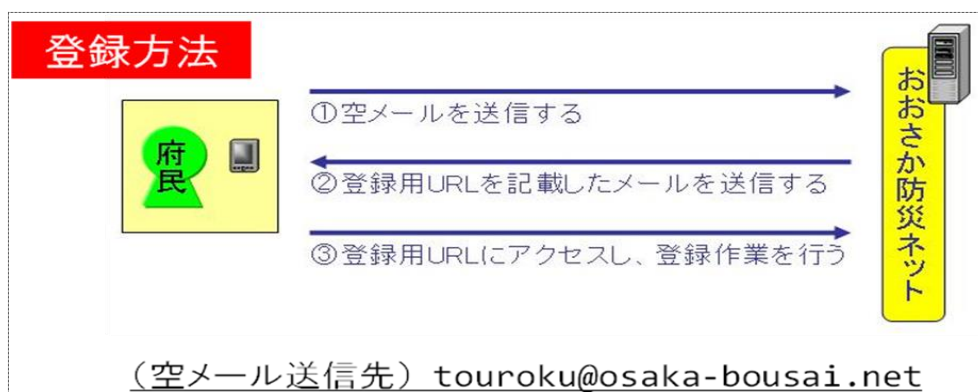 登録方法
府民
①空メールを送信する
②登録用URLを記載したメールを送信する
③登録用URLにアクセスし、登録作業を行う
おおさか防災ネット
（空メール送信先）touroku@osaka-bousai.net